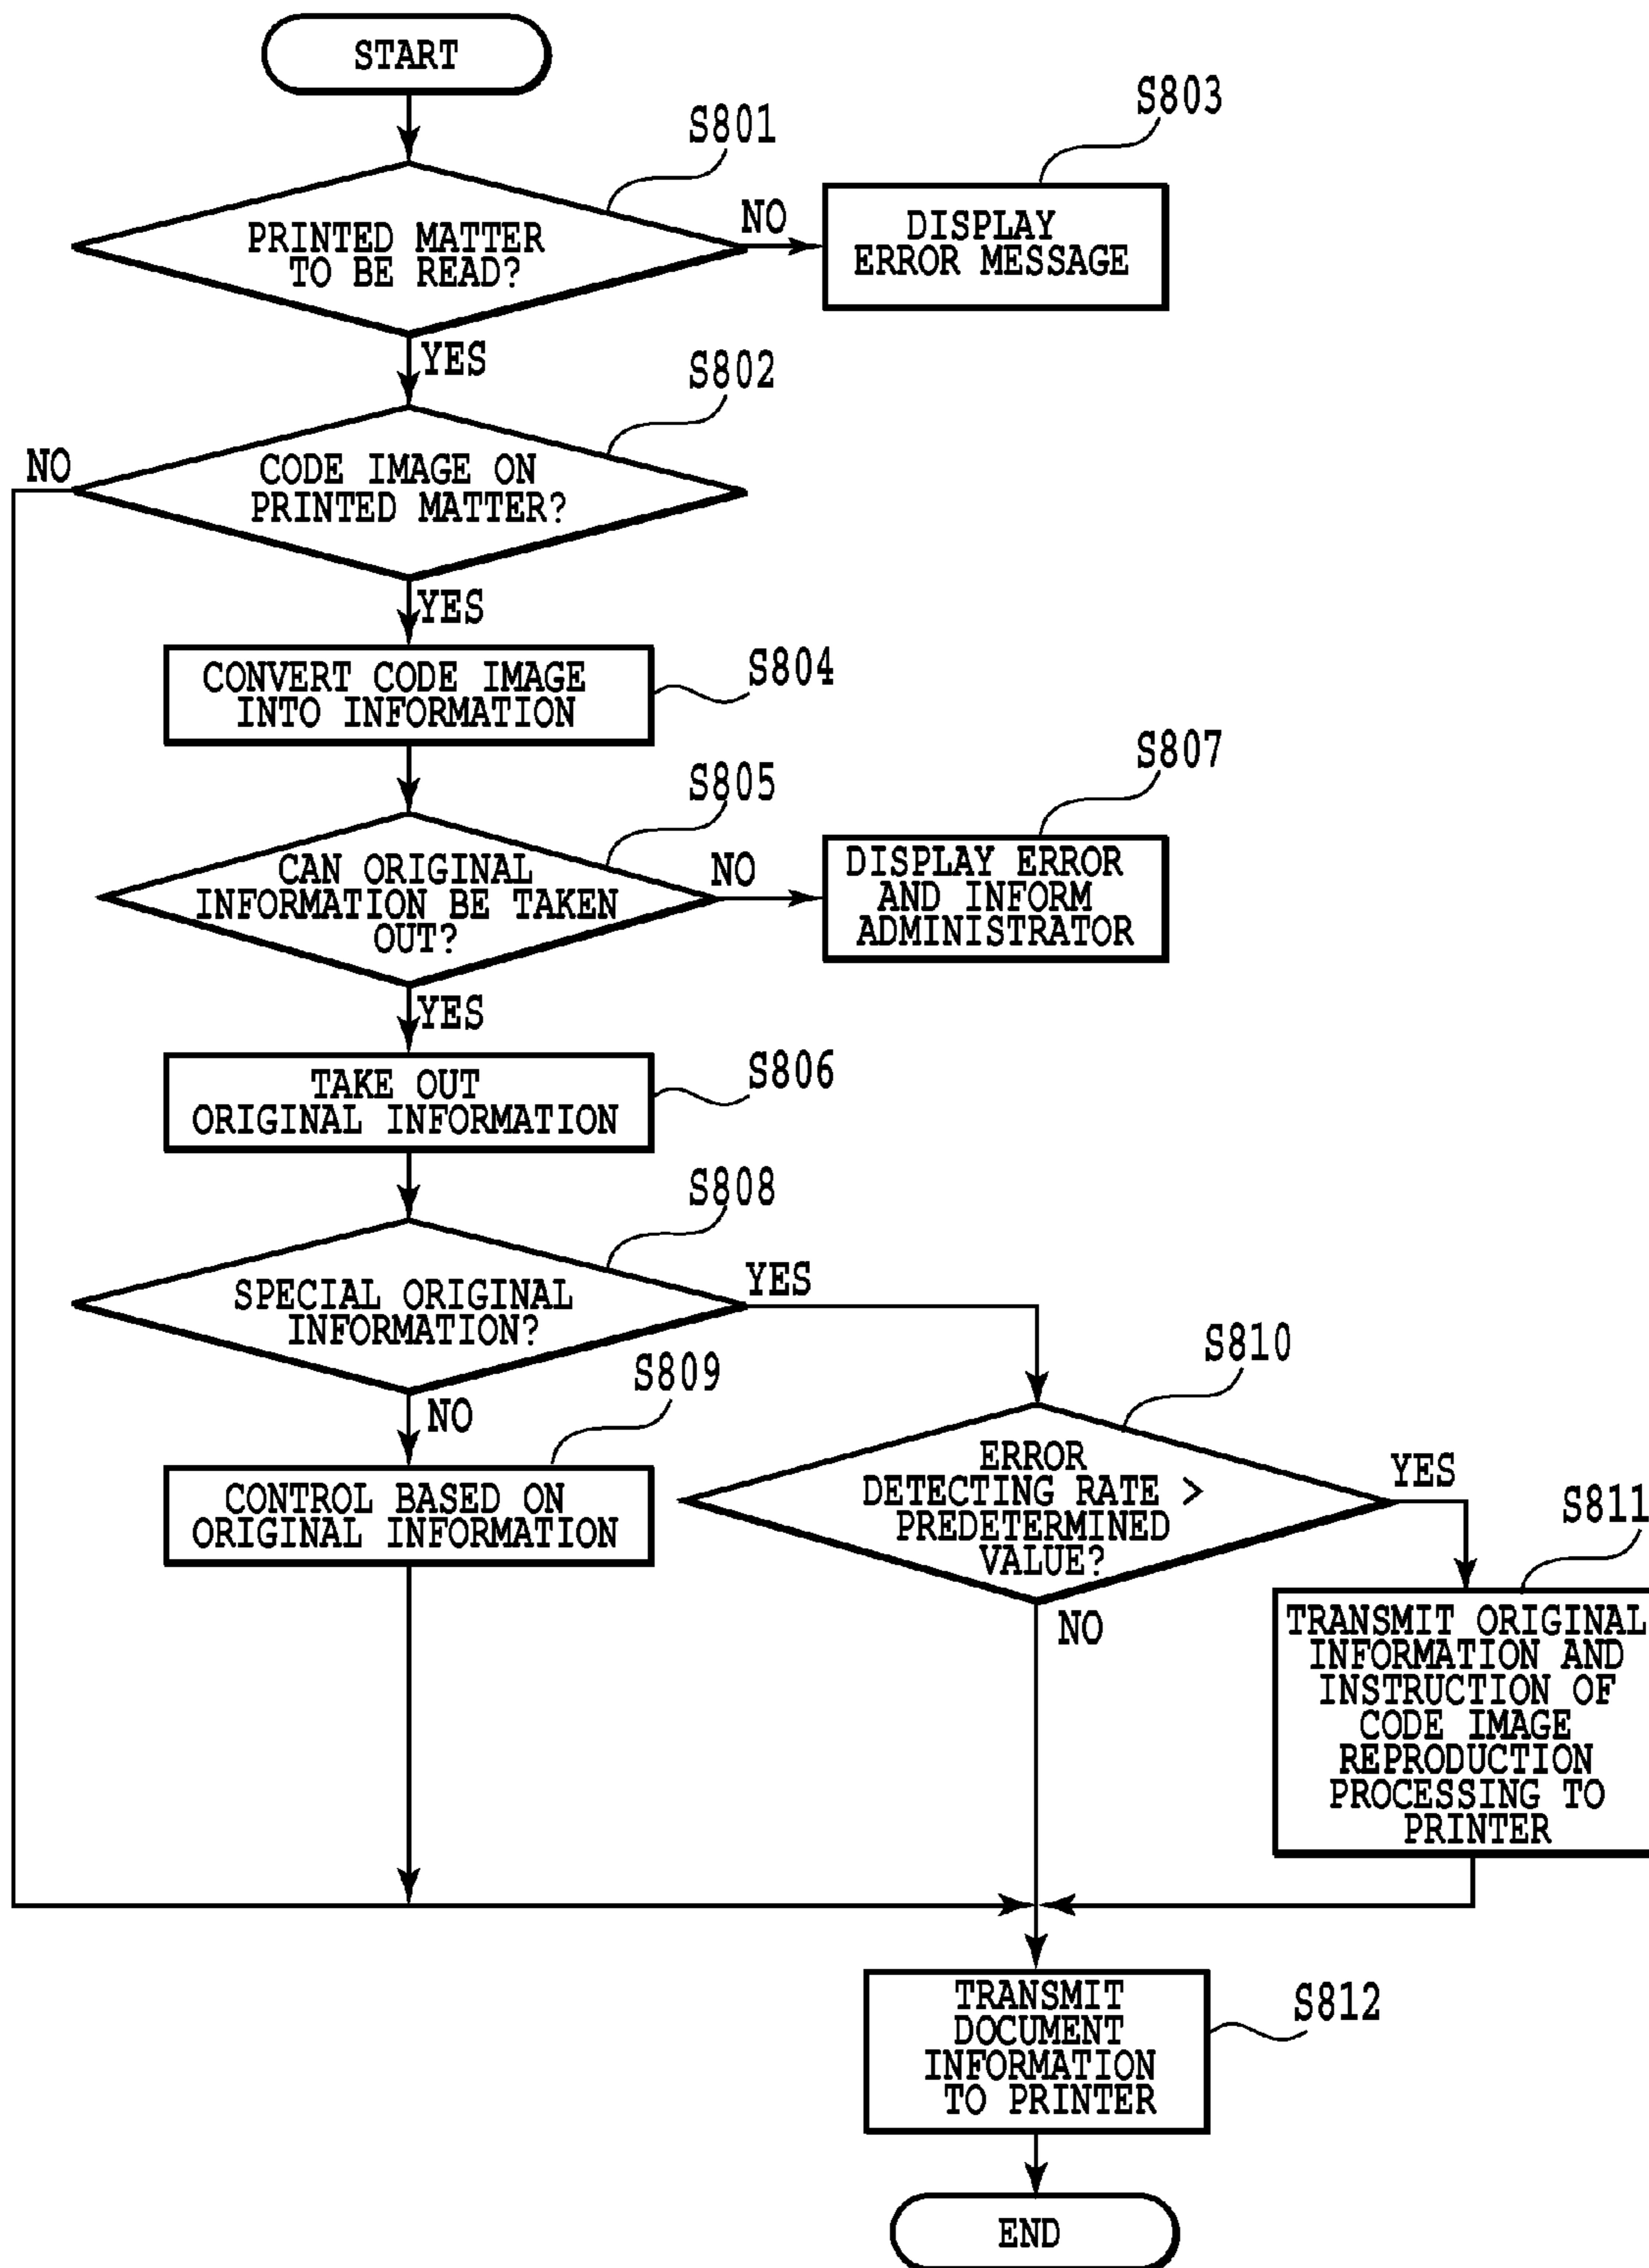 START
S801
S803
PRINTED MATTER
TO BE READ?
NO
DISPLAY
ERROR MESSAGE
YES
S802
NO
CODE IMAGE ON
PRINTED MATTER?
YES
CONVERT CODE IMAGE
INTO INFORMATION
S804
S805
S807
CAN ORIGINAL
INFORMATION BE TAKEN
OUT?
NO
DISPLAY ERROR
AND INFORM
ADMINISTRATOR
YES
TAKE OUT
ORIGINAL INFORMATION
S806
S808
SPECIAL ORIGINAL
INFORMATION?
YES
NO
S809
S810
CONTROL BASED ON
ORIGINAL INFORMATION
ERROR
DETECTING RATE >
PREDETERMINED
VALUE?
YES
S811
NO
TRANSMIT ORIGINAL
INFORMATION AND
INSTRUCTION OF
CODE IMAGE
REPRODUCTION
PROCESSING TO
PRINTER
TRANSMIT
DOCUMENT
INFORMATION
TO PRINTER
S812
END